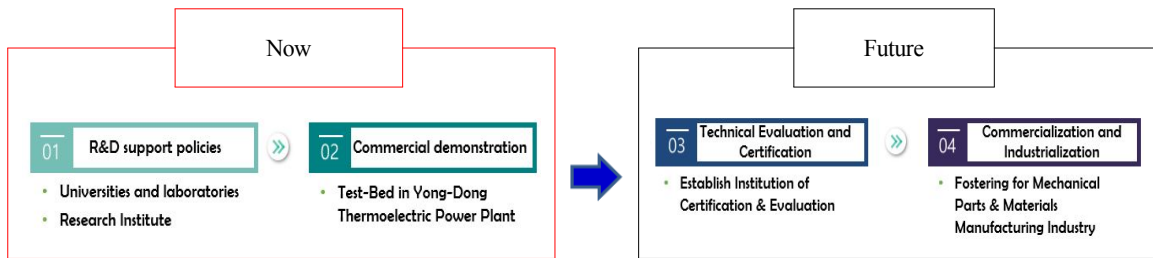 Now
Future
01
R&D support policies
»
02
Commercial demonstration
03
Technical Evaluation and
Certification
»
04
Commercialization and
Industrialization
• Universities and laboratories
• Research Institute
• Test-Bed in Yong-Dong
Thermoelectric Power Plant
• Establish Institution of
Certification & Evaluation
• Fostering for Mechanical
Parts & Materials
Manufacturing Industry